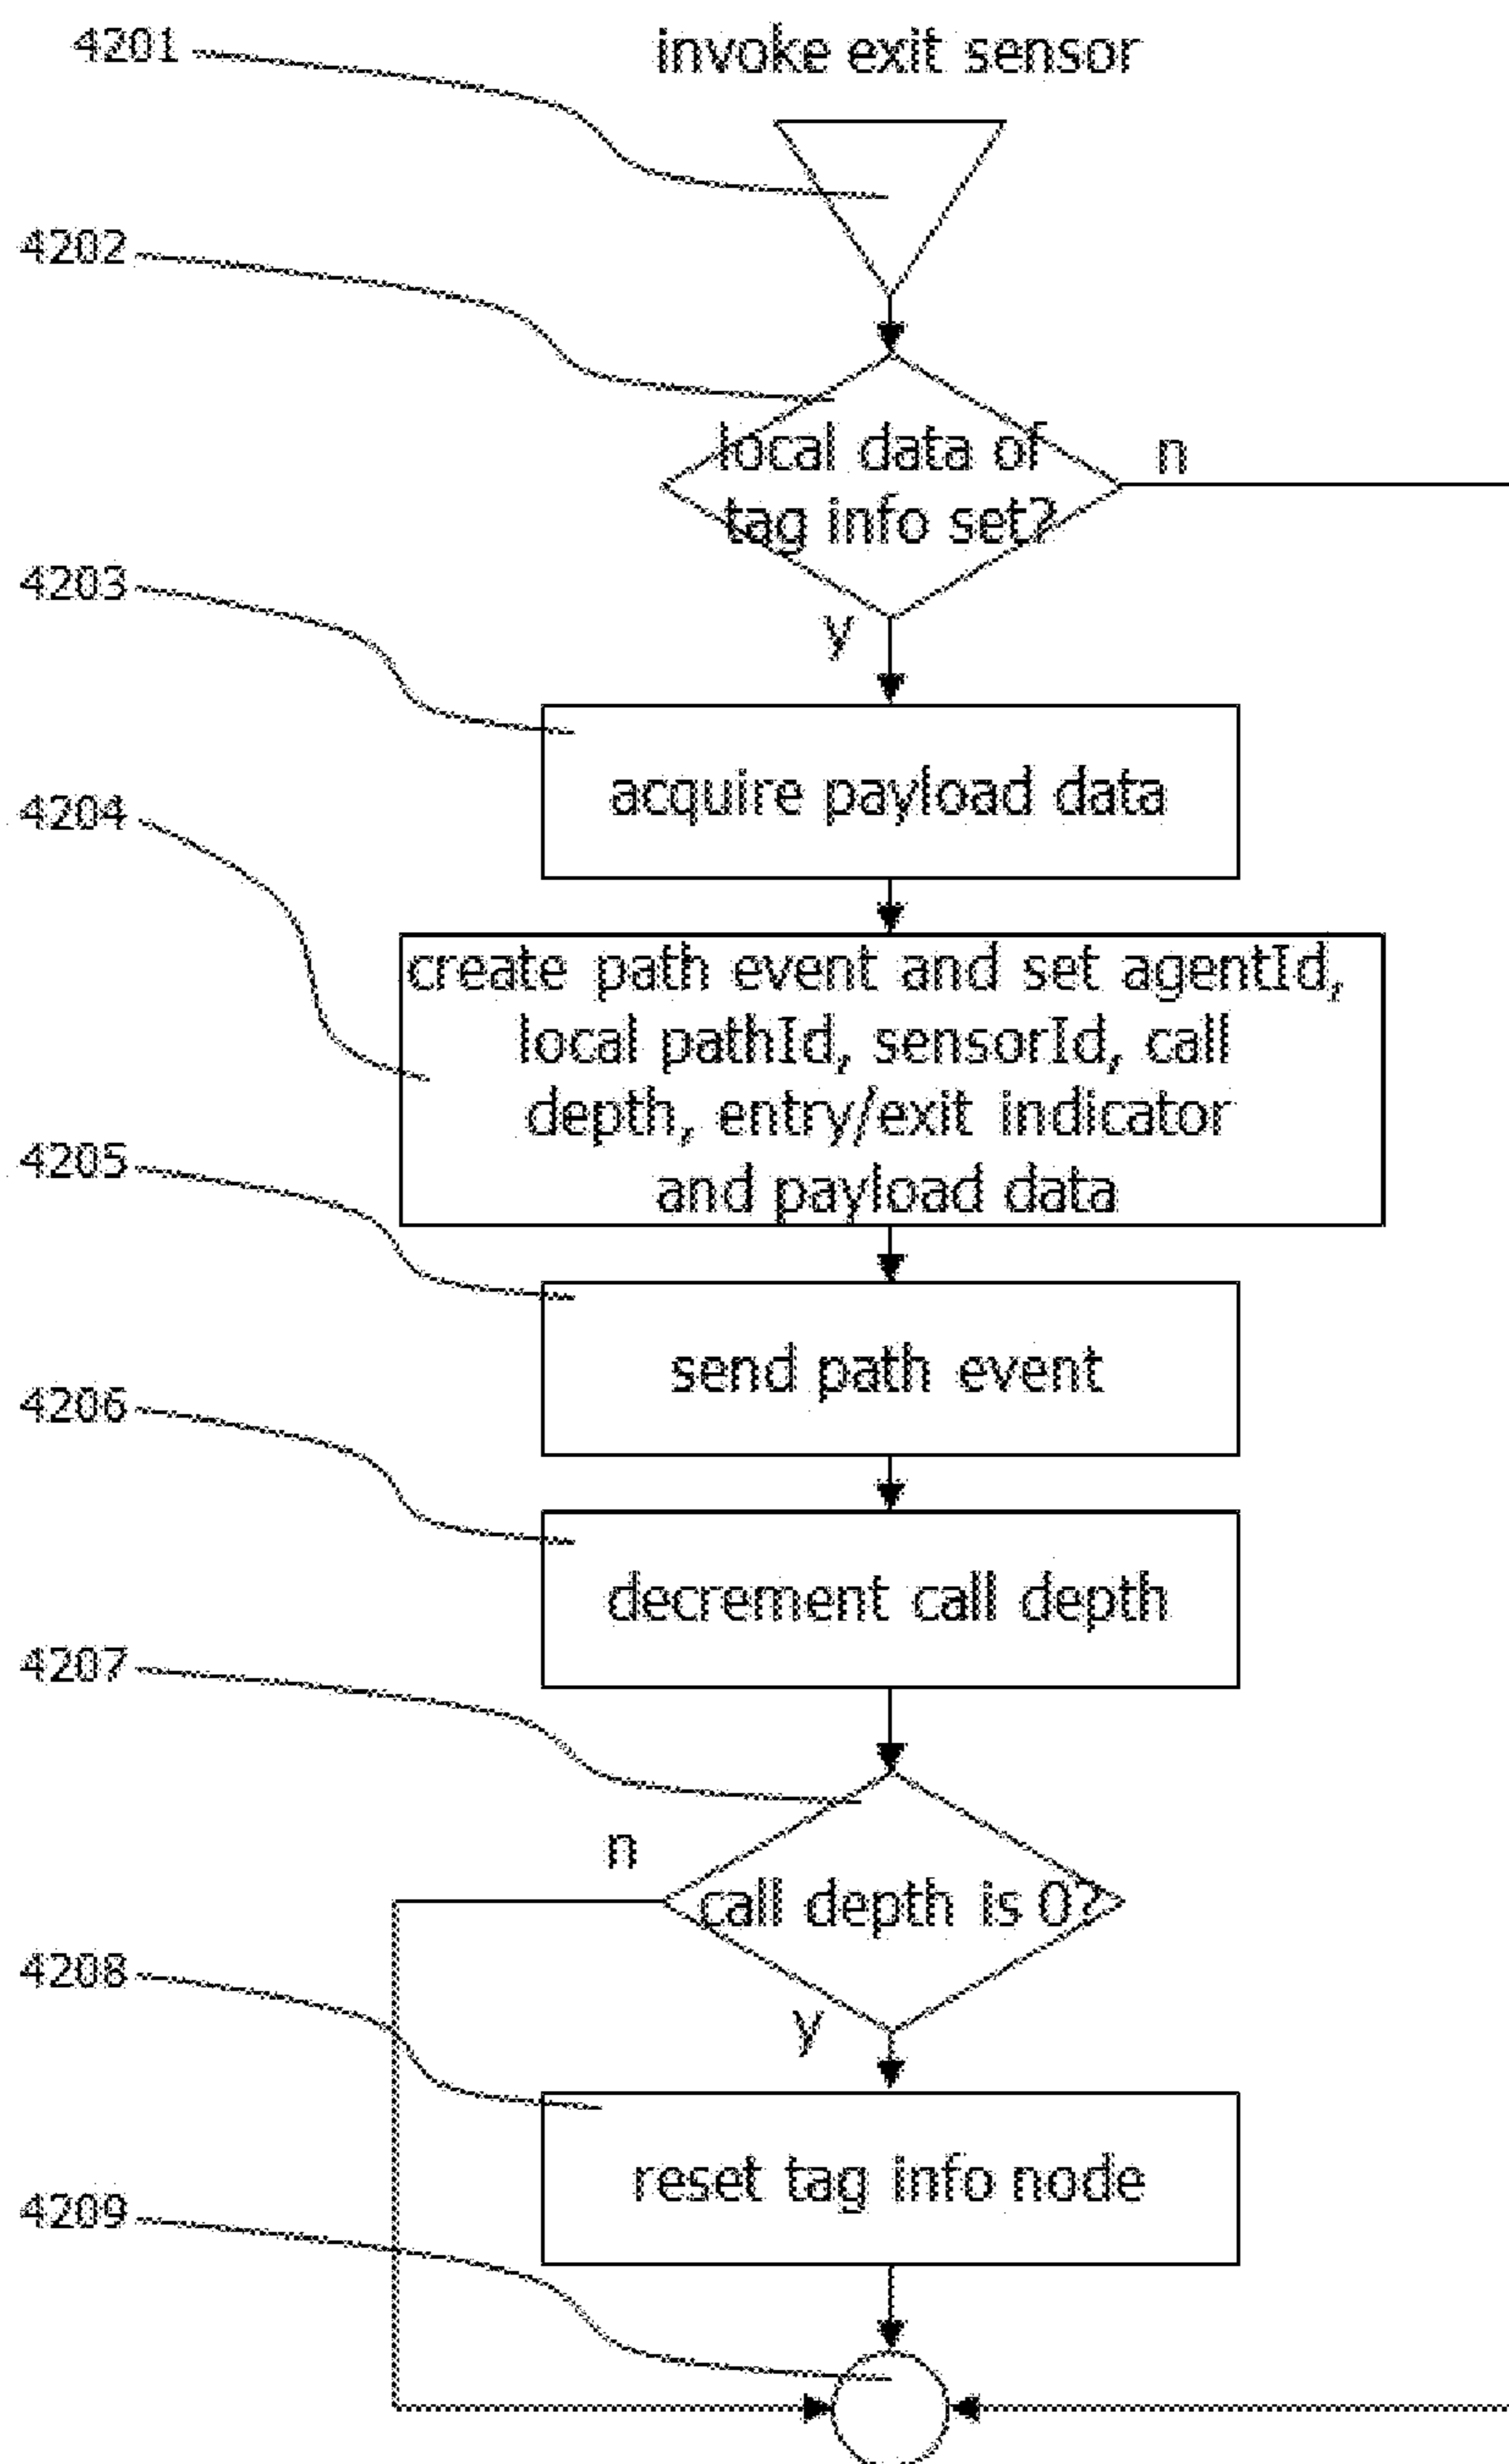 4201
invoke exit sensor
4202
local data of
tag info set?
n
y
4203
acquire payload data
4204
create path event and set agentId,
local pathId, sensorId, call
depth, entry/exit indicator
and payload data
4205
send path event
4206
decrement call depth
4207
n
call depth is 0?
y
4208
reset tag info node
4209